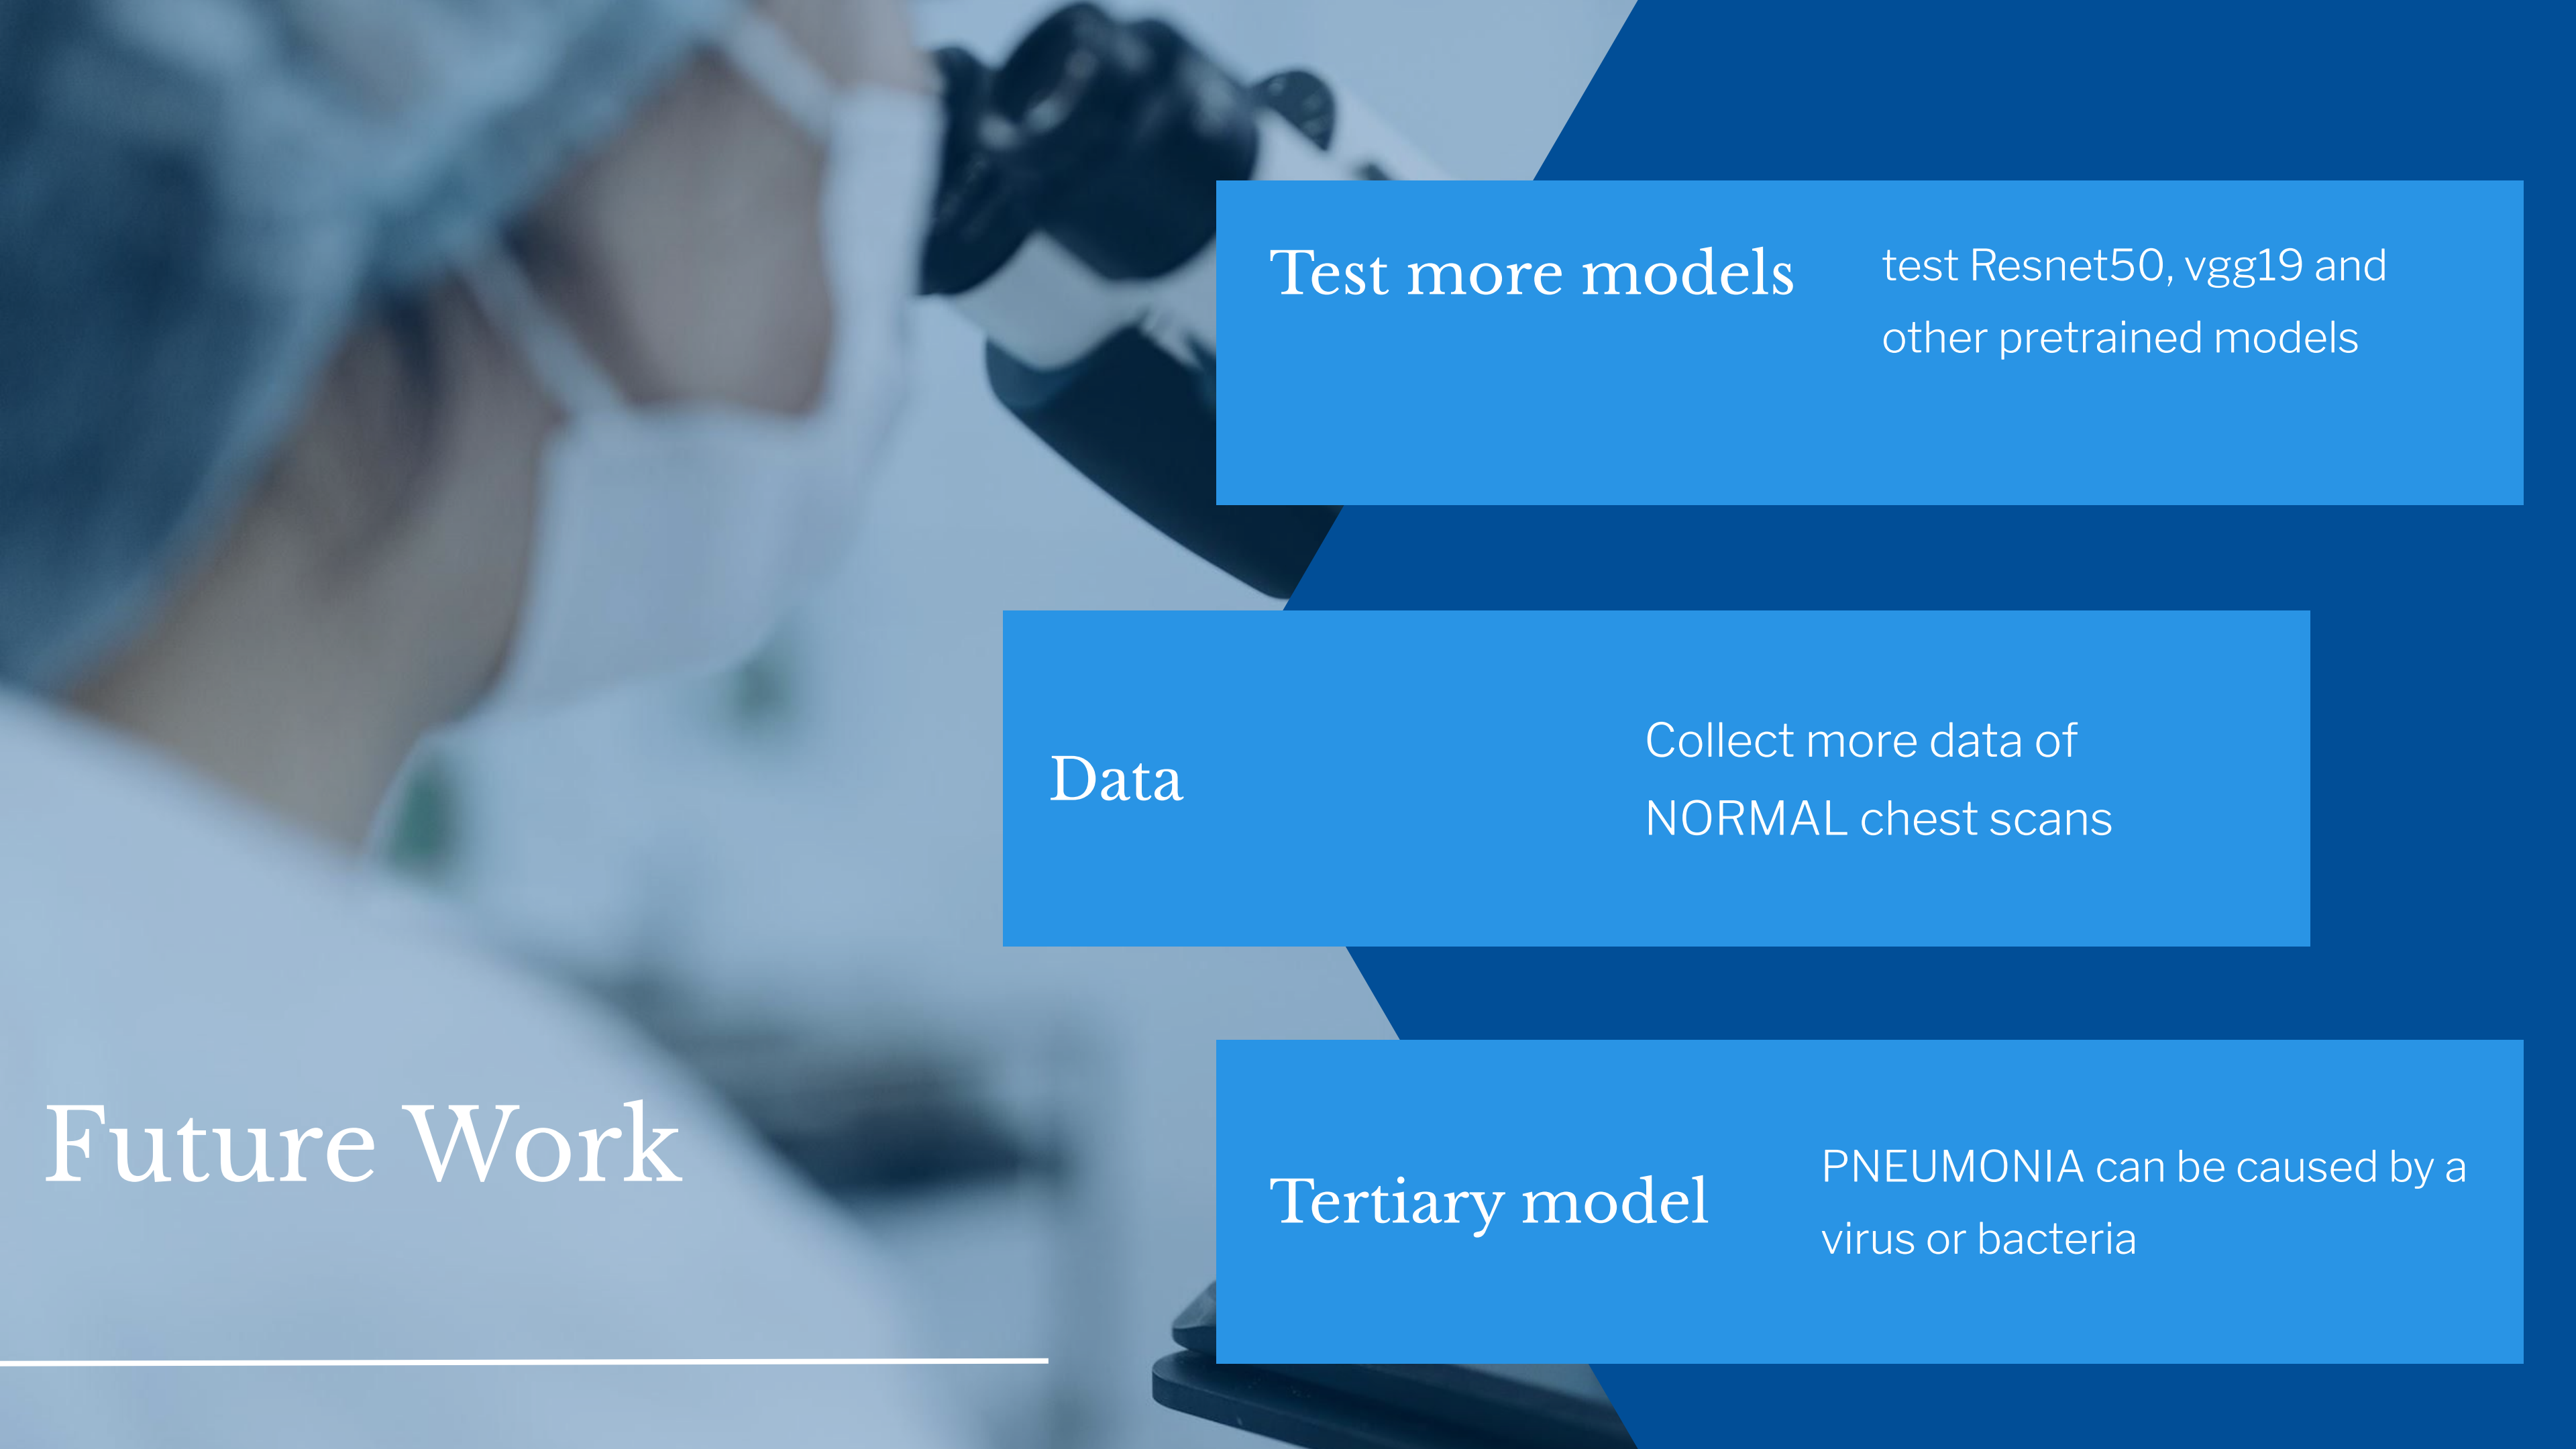 Test more models
test Resnet50, vgg19 and
other pretrained models
Data
Collect more data of
NORMAL chest scans
Future Work
Tertiary model
PNEUMONIA can be caused by a
virus or bacteria